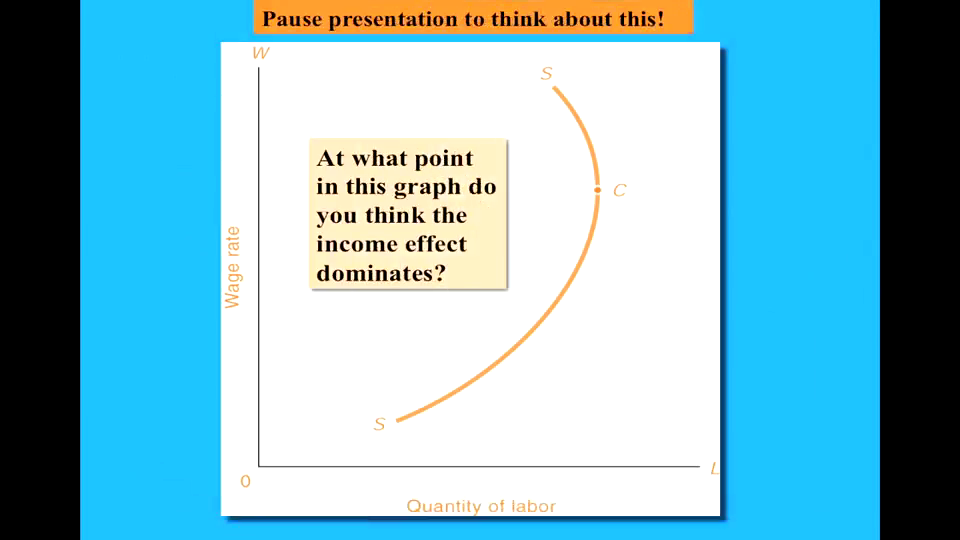 Pause presentation to think about this!
W
S
At what point
in this graph do
you think the
income effect
dominates?
C
Wage rate
S
0
L
Quantity of labor